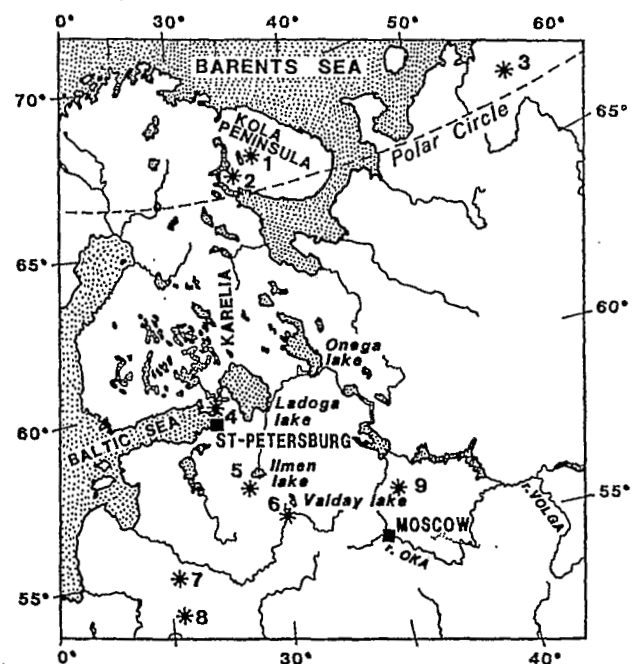 0° 30° 40° 50° 60°
BARENTS SEA
3
70°
65°
KOLA
PENINSULA
Polar Circle
1
2
65°
KARELIA
60°
Onega
lake
Ladoga
lake
4
60°
BALTIC SEA
ST-PETERSBURG
5
Ilmen
lake
9
55°
6
Valday lake
r. VOLGA
MOSCOW
r. OKA
7
55°
8
0° 30° 40°